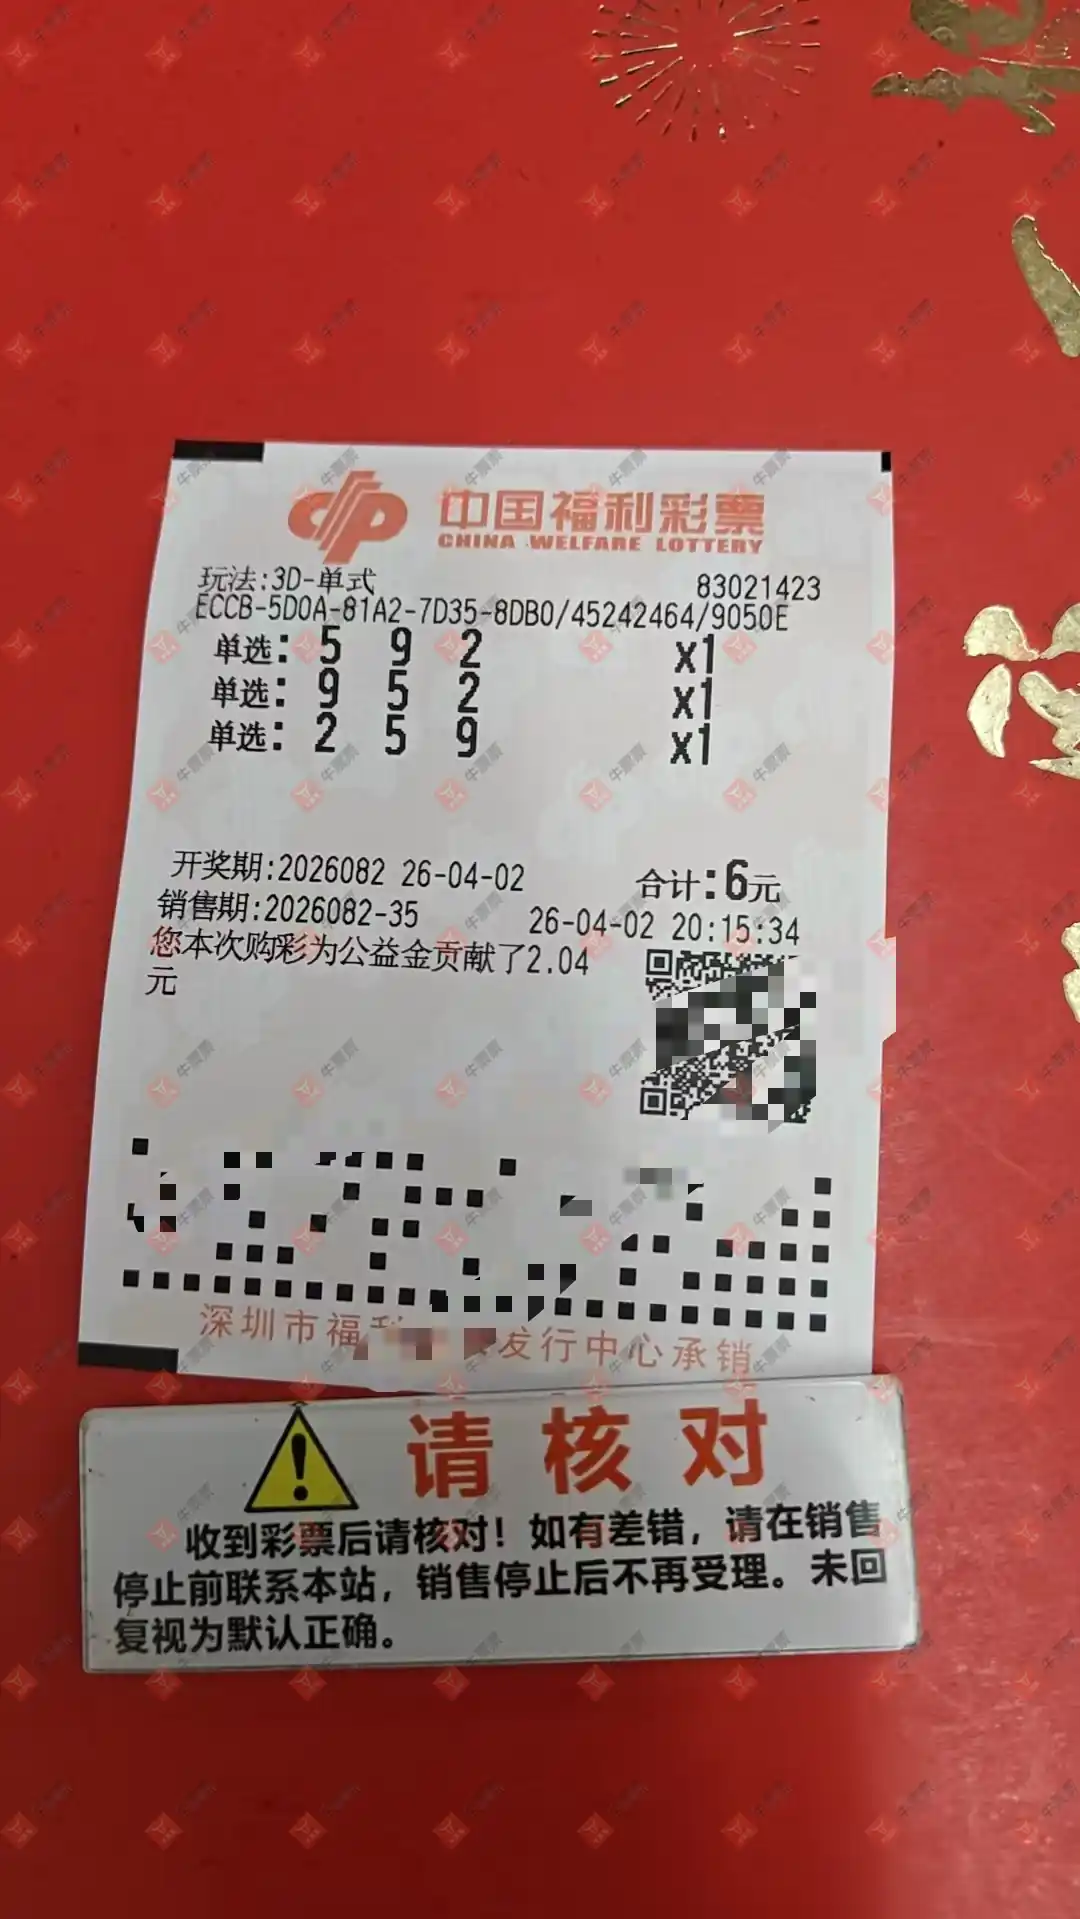 中国福利彩票
CHINA WELFARE LOTTERY
玩法:3D-单式 83021423
ECCB-5D0A-81A2-7D35-8DB0/45242464/9050E
单选: 5 9 2 x1
单选: 9 5 2 x1
单选: 2 5 9 x1
开奖期:2026082 26-04-02 合计:6元
销售期:2026082-35 26-04-02 20:15:34
您本次购彩为公益金贡献了2.04
元
深圳市福利 发行中心承销
请核对
收到彩票后请核对！如有差错，请在销售
停止前联系本站，销售停止后不再受理。未回
复视为默认正确。
牛票票